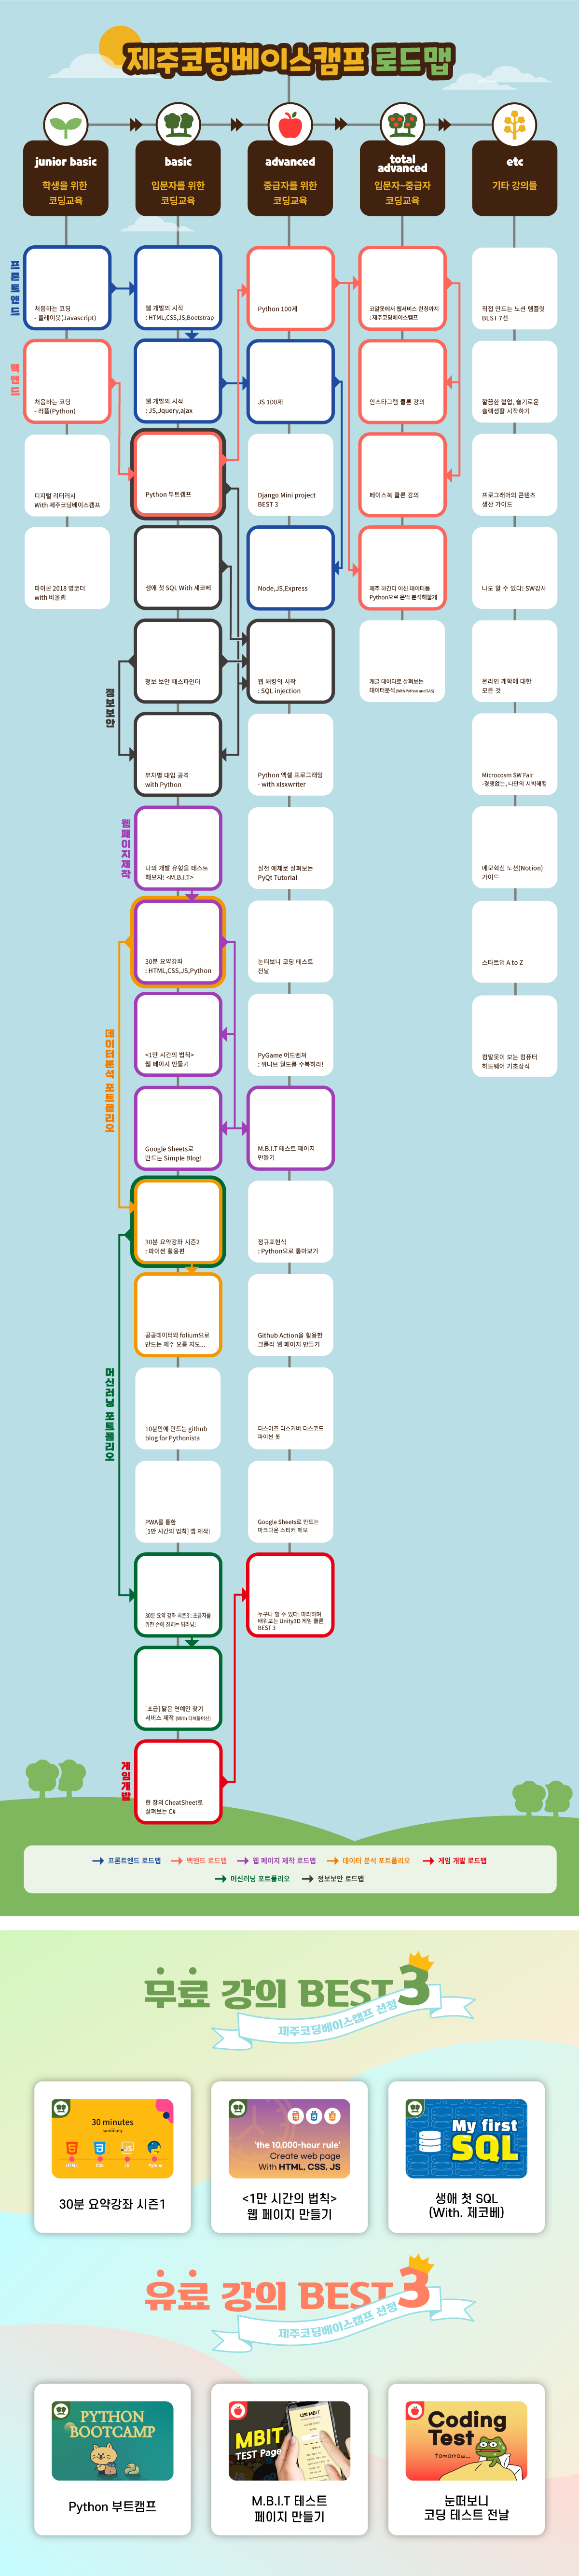 제주코딩베이스캠프 로드맵
junior basic
학생을 위한
코딩교육
basic
입문자를 위한
코딩교육
advanced
중급자를 위한
코딩교육
total
advanced
입문자~중급자
코딩교육
etc
기타 강의들
프론트엔드
처음하는 코딩
- 플레이봇(Javascript)
웹 개발의 시작
: HTML,CSS,JS,Bootstrap
Python 100제
코알못에서 웹서비스 런칭까지
: 제주코딩베이스캠프
직접 만드는 노션 템플릿
BEST 7선
백엔드
처음하는 코딩
- 러플(Python)
웹 개발의 시작
: JS,Jquery,ajax
JS 100제
인스타그램 클론 강의
깔끔한 협업, 슬기로운
슬랙생활 시작하기
디지털 리터러시
With 제주코딩베이스캠프
Python 부트캠프
Django Mini project
BEST 3
페이스북 클론 강의
프로그래머의 콘텐츠
생산 가이드
파이콘 2018 영코더
with 바울랩
생애 첫 SQL With 제코베
Node,JS,Express
제주 하간디 이신 데이터들
Python으로 몬딱 분석해불게
나도 할 수 있다! SW강사
정보보안
정보 보안 패스파인더
웹 해킹의 시작
: SQL injection
캐글 데이터로 살펴보는
데이터분석 (With Python and SAS)
온라인 개학에 대한
모든 것
무차별 대입 공격
with Python
Python 엑셀 프로그래밍
- with xlsxwriter
Microcosm SW Fair
-경쟁없는, 나만의 시빅해킹
웹페이지제작
나의 개발 유형을 테스트
해보자! <M.B.I.T>
실전 예제로 살펴보는
PyQt Tutorial
메모혁신 노션(Notion)
가이드
30분 요약강좌
: HTML,CSS,JS,Python
눈떠보니 코딩 테스트
전날
스타트업 A to Z
데이터분석 포트폴리오
<1만 시간의 법칙>
웹 페이지 만들기
PyGame 어드벤쳐
: 위니브 월드를 수복하라!
컴알못이 보는 컴퓨터
하드웨어 기초상식
Google Sheets로
만드는 Simple Blog!
M.B.I.T 테스트 페이지
만들기
30분 요약강좌 시즌2
: 파이썬 활용편
정규표현식
: Python으로 톺아보기
공공데이터와 folium으로
만드는 제주 오름 지도...
Github Action을 활용한
크롤러 웹 페이지 만들기
머신러닝 포트폴리오
10분만에 만드는 github
blog for Pythonista
디스이즈 디스커버 디스코드
파이썬 봇
PWA를 통한
[1만 시간의 법칙] 앱 제작!
Google Sheets로 만드는
마크다운 스티커 메모
30분 요약 강좌 시즌3 : 초급자를
위한 손에 잡히는 딥러닝!
누구나 할 수 있다! 따라하며
배워보는 Unity3D 게임 클론
BEST 3
[초급] 닮은 연예인 찾기
서비스 제작 (With 티처블머신)
게임개발
한 장의 CheatSheet로
살펴보는 C#
프론트엔드 로드맵
백엔드 로드맵
웹 페이지 제작 로드맵
데이터 분석 포트폴리오
게임 개발 로드맵
머신러닝 포트폴리오
정보보안 로드맵
무료 강의 BEST 3
제주코딩베이스캠프 선정
30 minutes
summary
HTML
CSS
JS
Python
30분 요약강좌 시즌1
'the 10,000-hour rule'
Create web page
With HTML, CSS, JS
<1만 시간의 법칙>
웹 페이지 만들기
My first
SQL
생애 첫 SQL
(With. 제코베)
유료 강의 BEST 3
제주코딩베이스캠프 선정
PYTHON
BOOTCAMP
Python 부트캠프
MBIT
TEST Page
M.B.I.T 테스트
페이지 만들기
Coding
Test
Tomorrow...
눈떠보니
코딩 테스트 전날